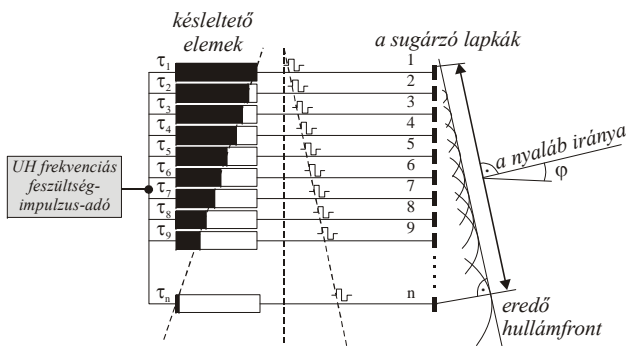 késleltető
elemek
a sugárzó lapkák
τ1
τ2
τ3
τ4
τ5
τ6
τ7
τ8
τ9
τn
1
2
3
4
5
6
7
8
9
n
UH frekvenciás
feszültség-
impulzus-adó
a nyaláb iránya
φ
eredő
hullámfront